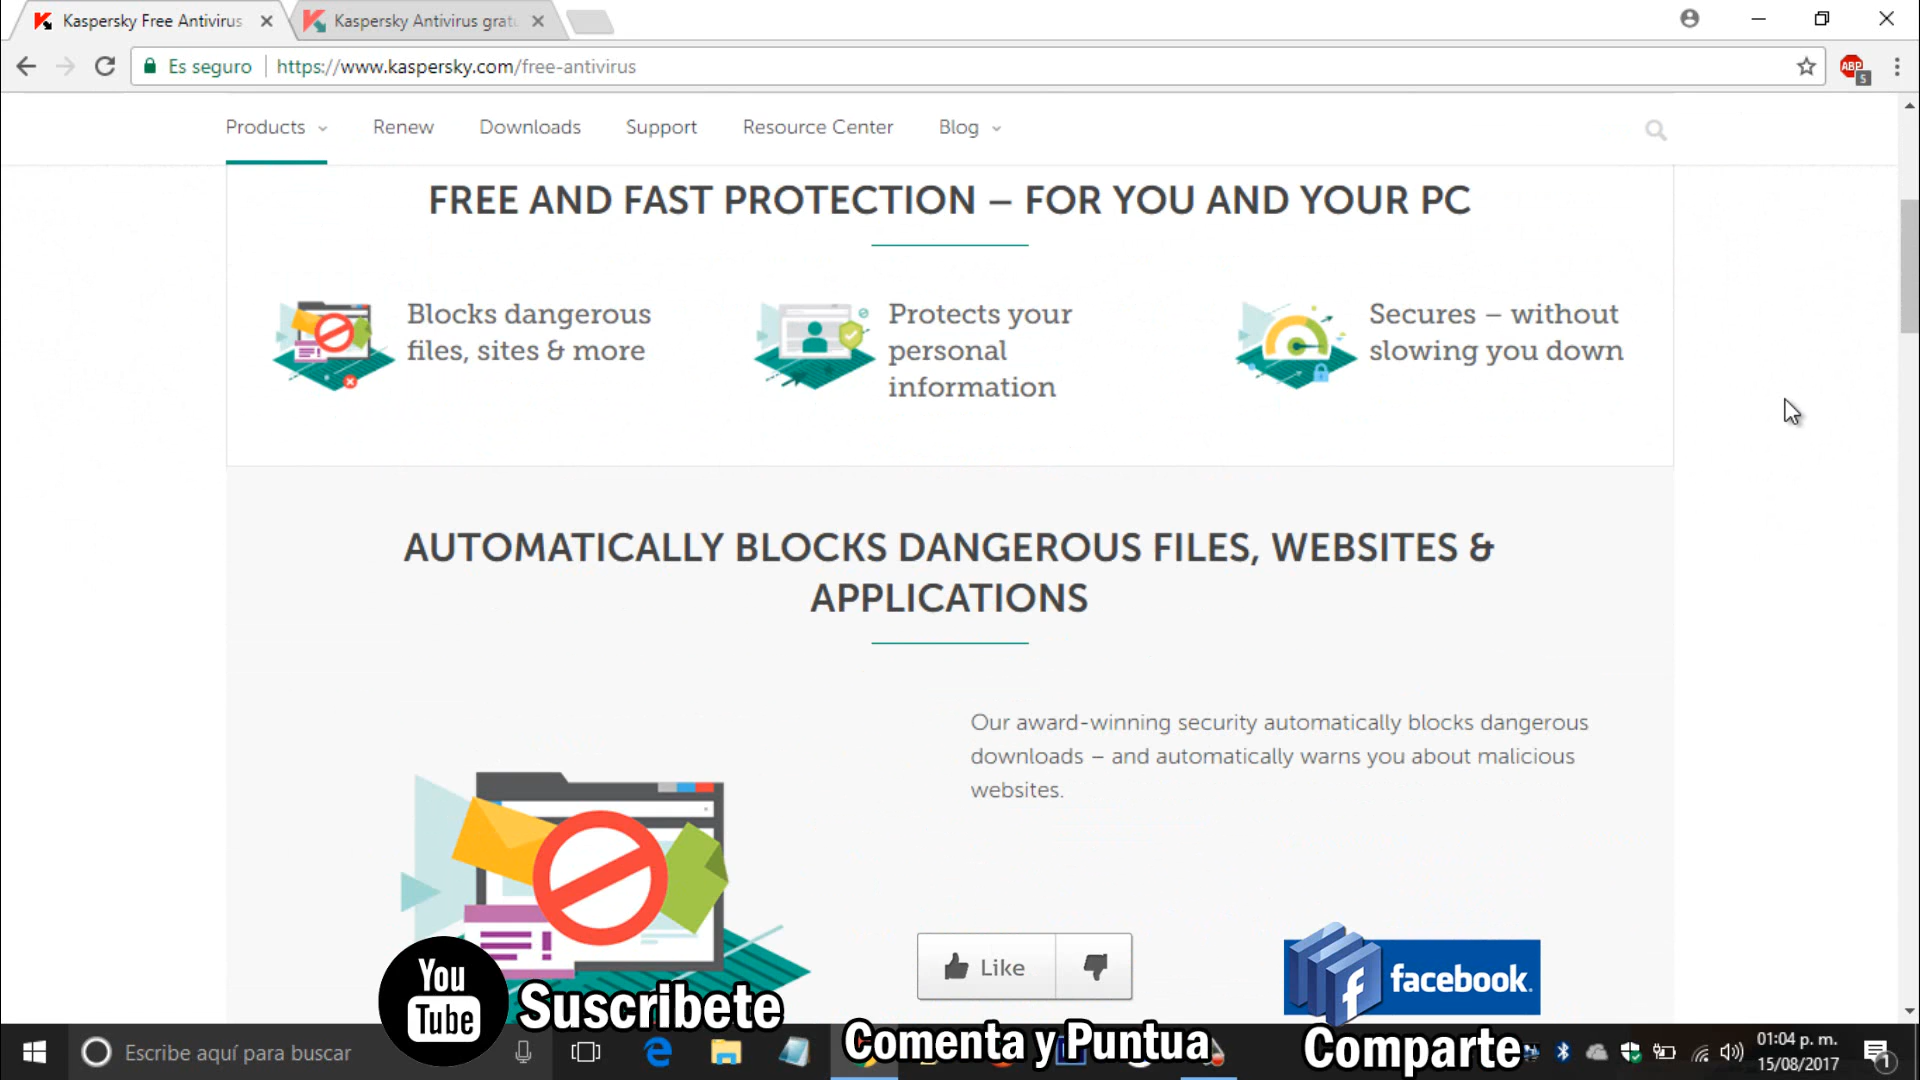 Kaspersky Free Antivirus
Kaspersky Antivirus grat
Es seguro
https://www.kaspersky.com/free-antivirus
ABP
5
Products
Renew
Downloads
Support
Resource Center
Blog
FREE AND FAST PROTECTION – FOR YOU AND YOUR PC
Blocks dangerous
files, sites & more
Protects your
personal
information
Secures – without
slowing you down
AUTOMATICALLY BLOCKS DANGEROUS FILES, WEBSITES &
APPLICATIONS
Our award-winning security automatically blocks dangerous
downloads – and automatically warns you about malicious
websites.
You
Tube
Suscribete
Like
facebook.
Comenta y Puntua
Comparte
Escribe aquí para buscar
01:04 p. m.
15/08/2017
1